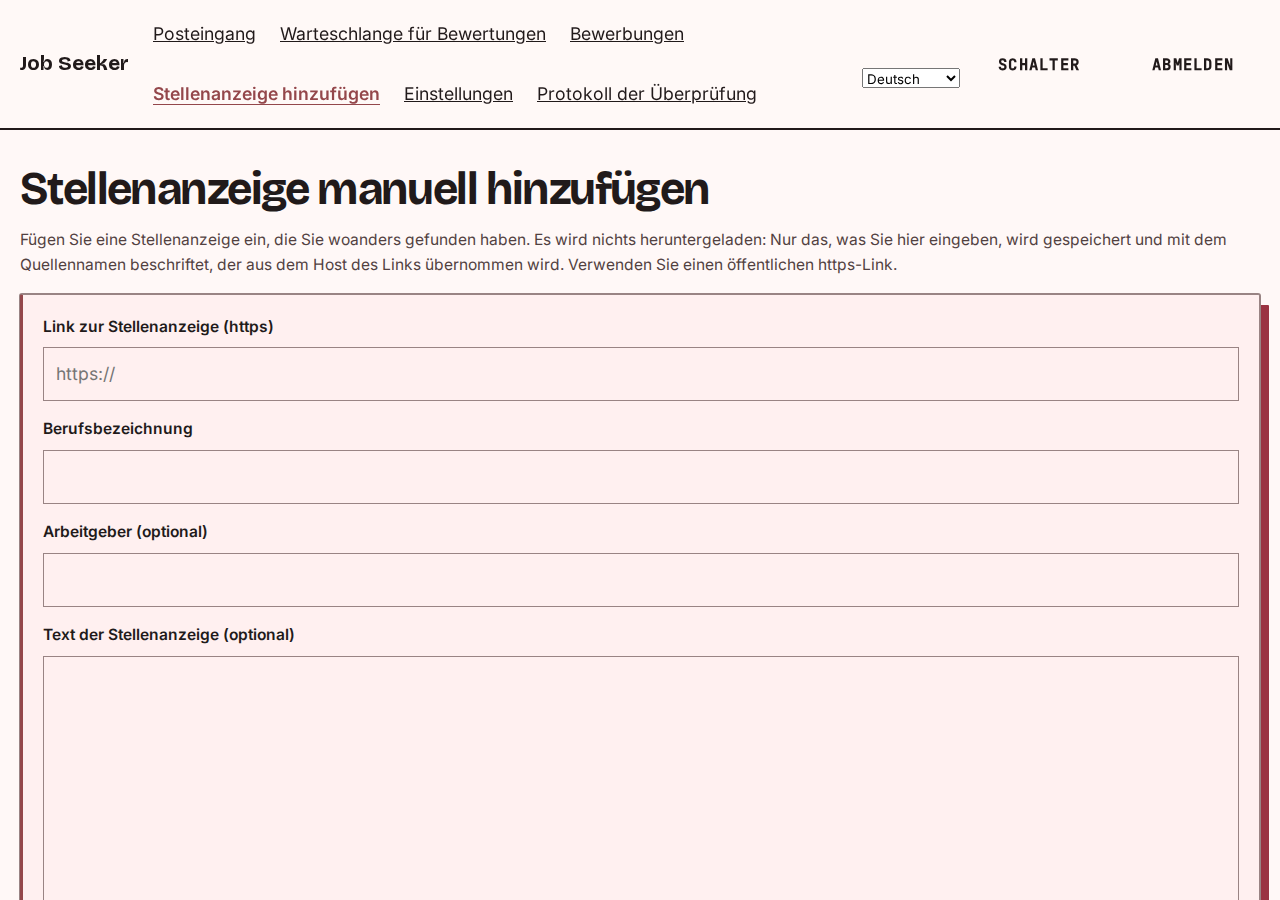 Job Seeker
Posteingang Warteschlange für Bewertungen Bewerbungen
Stellenanzeige hinzufügen Einstellungen Protokoll der Überprüfung
Deutsch
SCHALTER
ABMELDEN
Stellenanzeige manuell hinzufügen
Fügen Sie eine Stellenanzeige ein, die Sie woanders gefunden haben. Es wird nichts heruntergeladen: Nur das, was Sie hier eingeben, wird gespeichert und mit dem
Quellennamen beschriftet, der aus dem Host des Links übernommen wird. Verwenden Sie einen öffentlichen https-Link.
Link zur Stellenanzeige (https)
https://
Berufsbezeichnung
Arbeitgeber (optional)
Text der Stellenanzeige (optional)